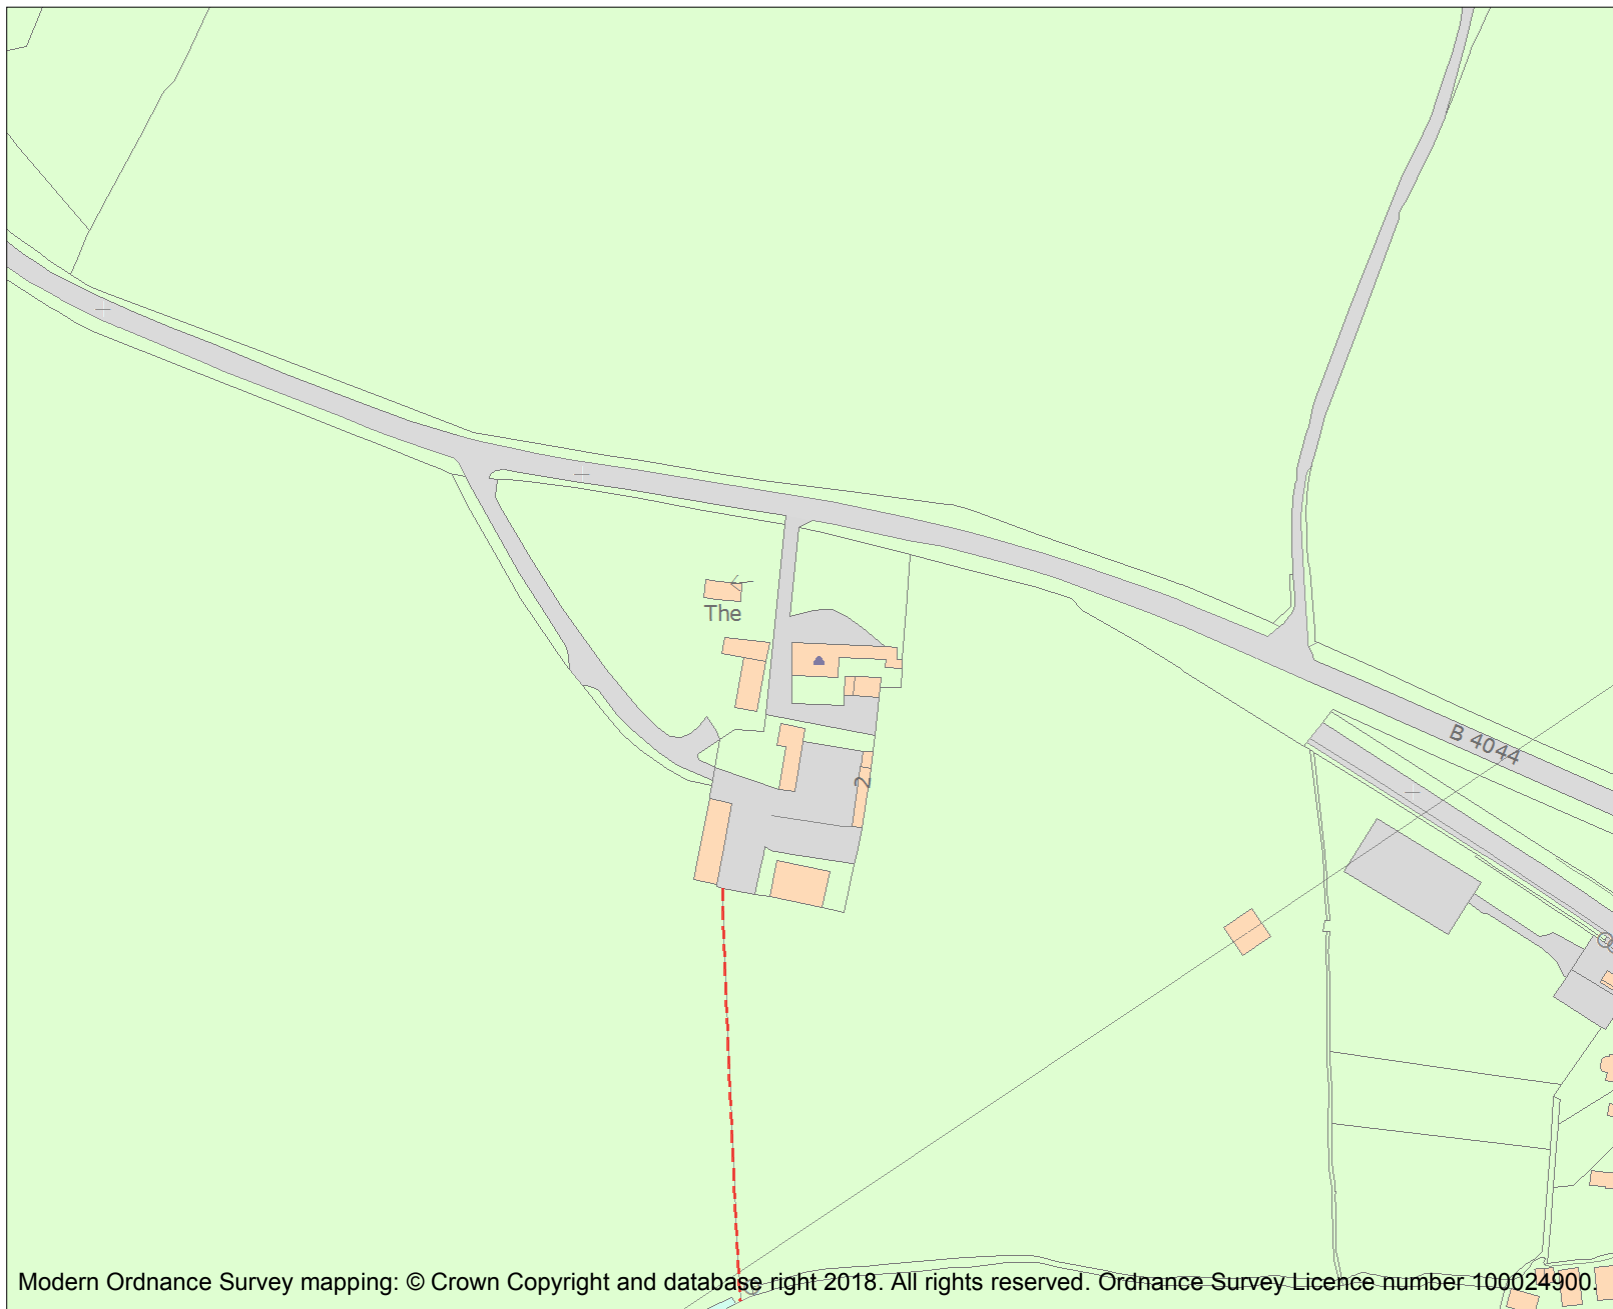 The
B 4044
2
Modern Ordnance Survey mapping: © Crown Copyright and database right 2018. All rights reserved. Ordnance Survey Licence number 100024900.